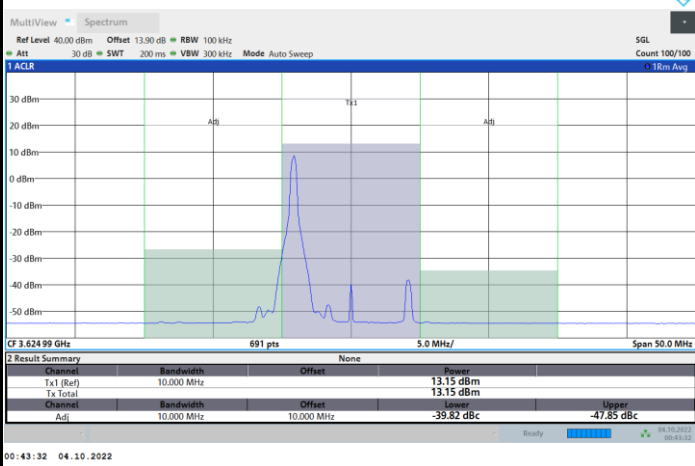 MultiView Spectrum
Ref Level 40.00 dBm Offset 13.90 dB RBW 100 kHz SGL
Att 30 dB SWT 200 ms VBW 300 kHz Mode Auto Sweep Count 100/100
1 ACLR 1Rm Avg
30 dBm
Tx1
20 dBm
Adj Adj
10 dBm
0 dBm
-10 dBm
-20 dBm
-30 dBm
-40 dBm
-50 dBm
CF 3.624 99 GHz 691 pts 5.0 MHz/ Span 50.0 MHz
2 Result Summary None
Channel Bandwidth Offset Power
Tx1 (Ref) 10.000 MHz 13.15 dBm
Tx Total 13.15 dBm
Channel Bandwidth Offset Lower Upper
Adj 10.000 MHz 10.000 MHz -39.82 dBc -47.85 dBc
Ready 04.10.2022
00:43:32
00:43:32 04.10.2022